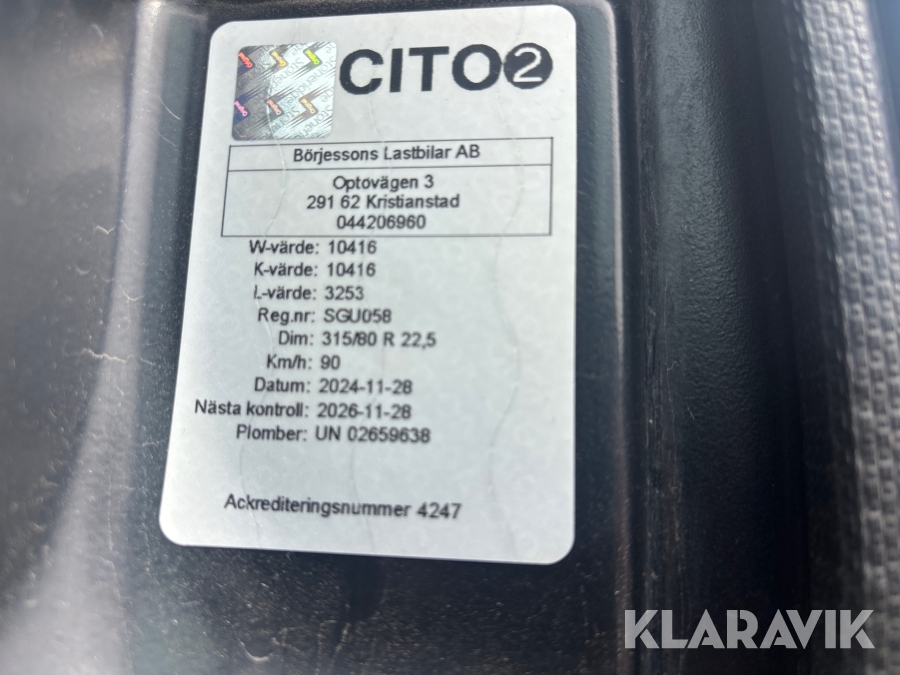 CITO2
Börjessons Lastbilar AB
Optovägen 3
291 62 Kristianstad
044206960
W-värde: 10416
K-värde: 10416
L-värde: 3253
Reg.nr: SGU058
Dim: 315/80 R 22,5
Km/h: 90
Datum: 2024-11-28
Nästa kontroll: 2026-11-28
Plomber: UN 02659638
Ackrediteringsnummer 4247
KLARAVIK